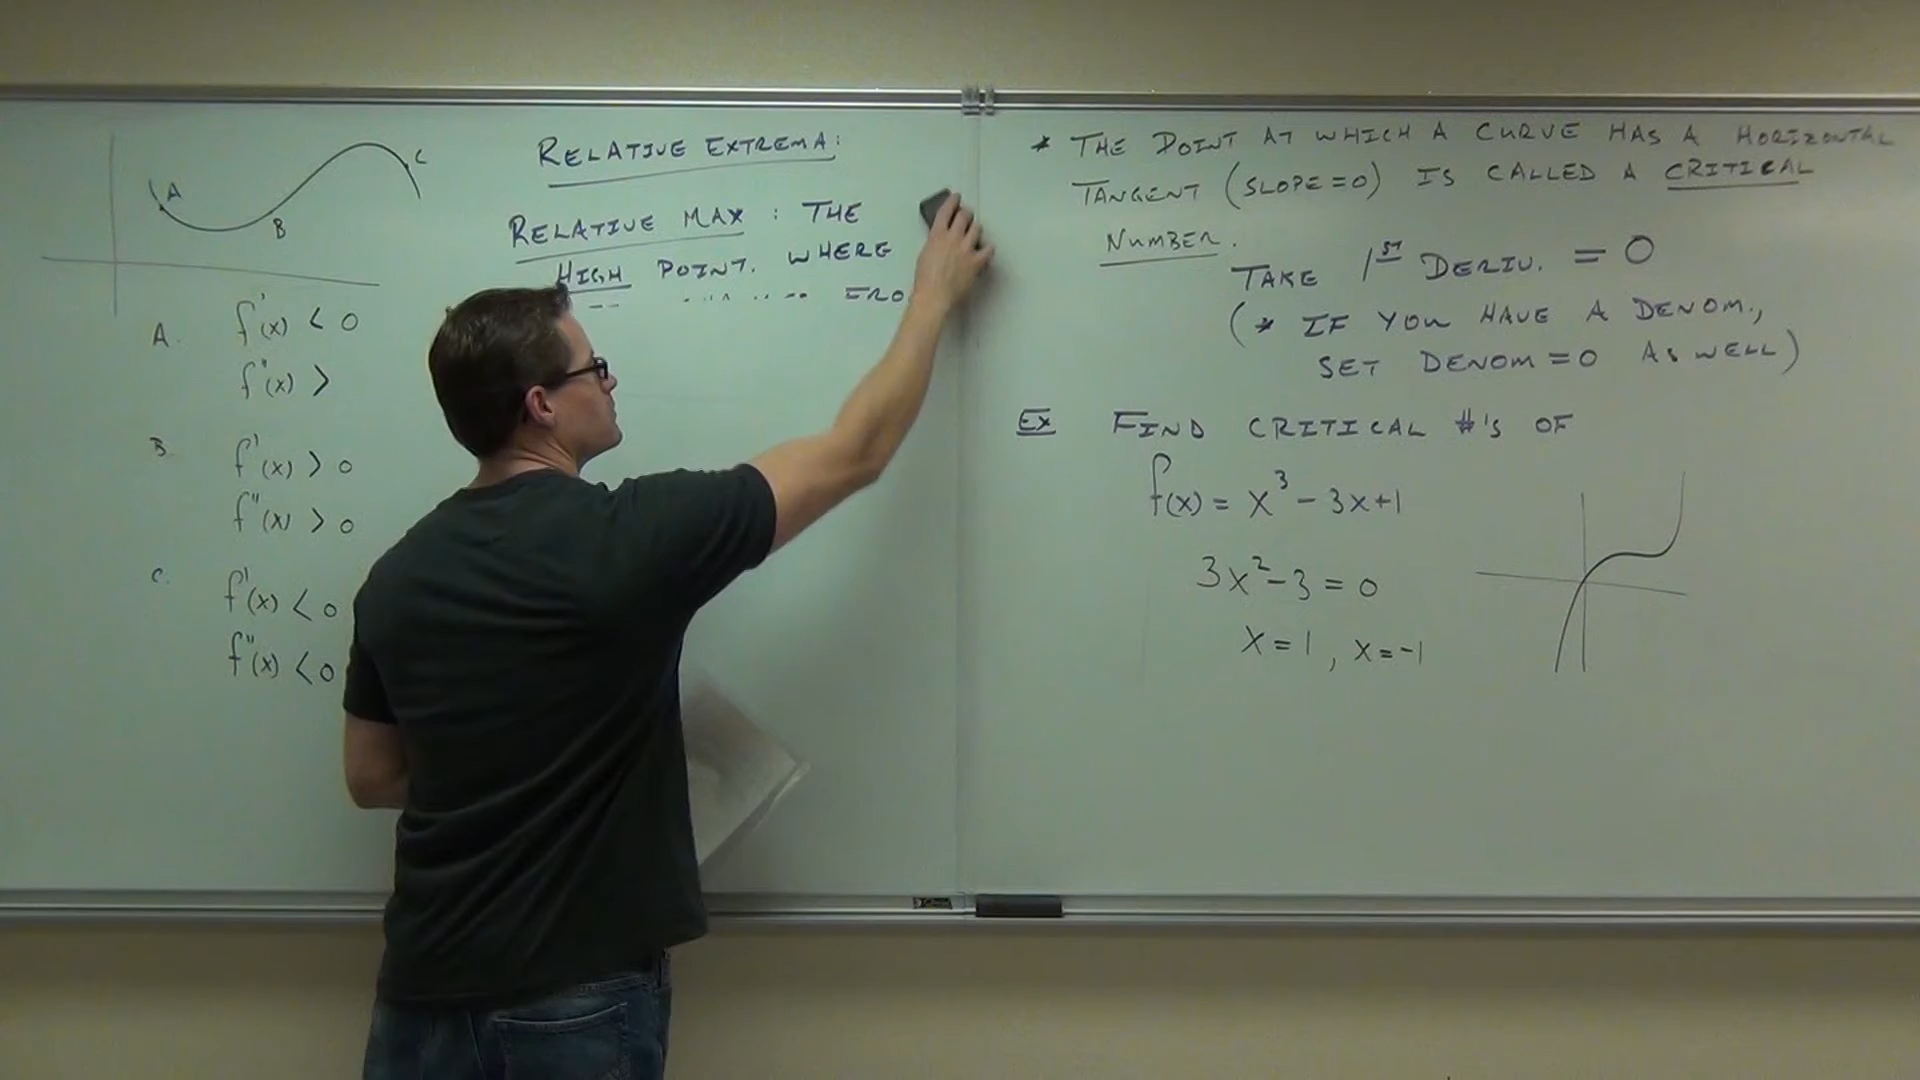 A
B
C
A. f'(x) < 0
f"(x) >
B. f'(x) > 0
f"(x) > 0
C. f'(x) < 0
f"(x) < 0
RELATIVE EXTREMA:
RELATIVE MAX : THE
HIGH POINT. WHERE
* THE POINT AT WHICH A CURVE HAS A HORIZONTAL
TANGENT (SLOPE=0) IS CALLED A CRITICAL
NUMBER.
TAKE 1ST DERIV. = 0
(* IF YOU HAVE A DENOM.,
SET DENOM=0 AS WELL)
EX FIND CRITICAL #'S OF
f(x) = x³ - 3x+1
3x²-3 = 0
x=1, x=-1